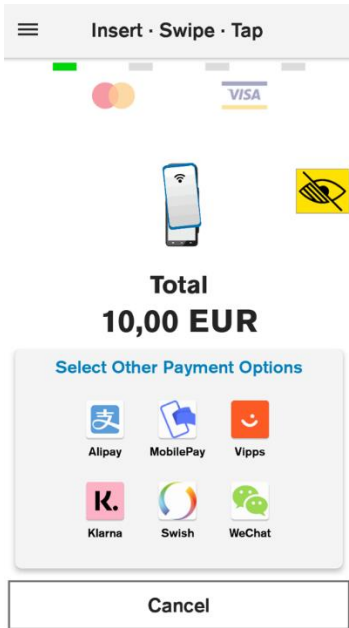 Insert · Swipe · Tap
VISA
Total
10,00 EUR
Select Other Payment Options
支
Alipay MobilePay Vipps
K.
Klarna Swish WeChat
Cancel